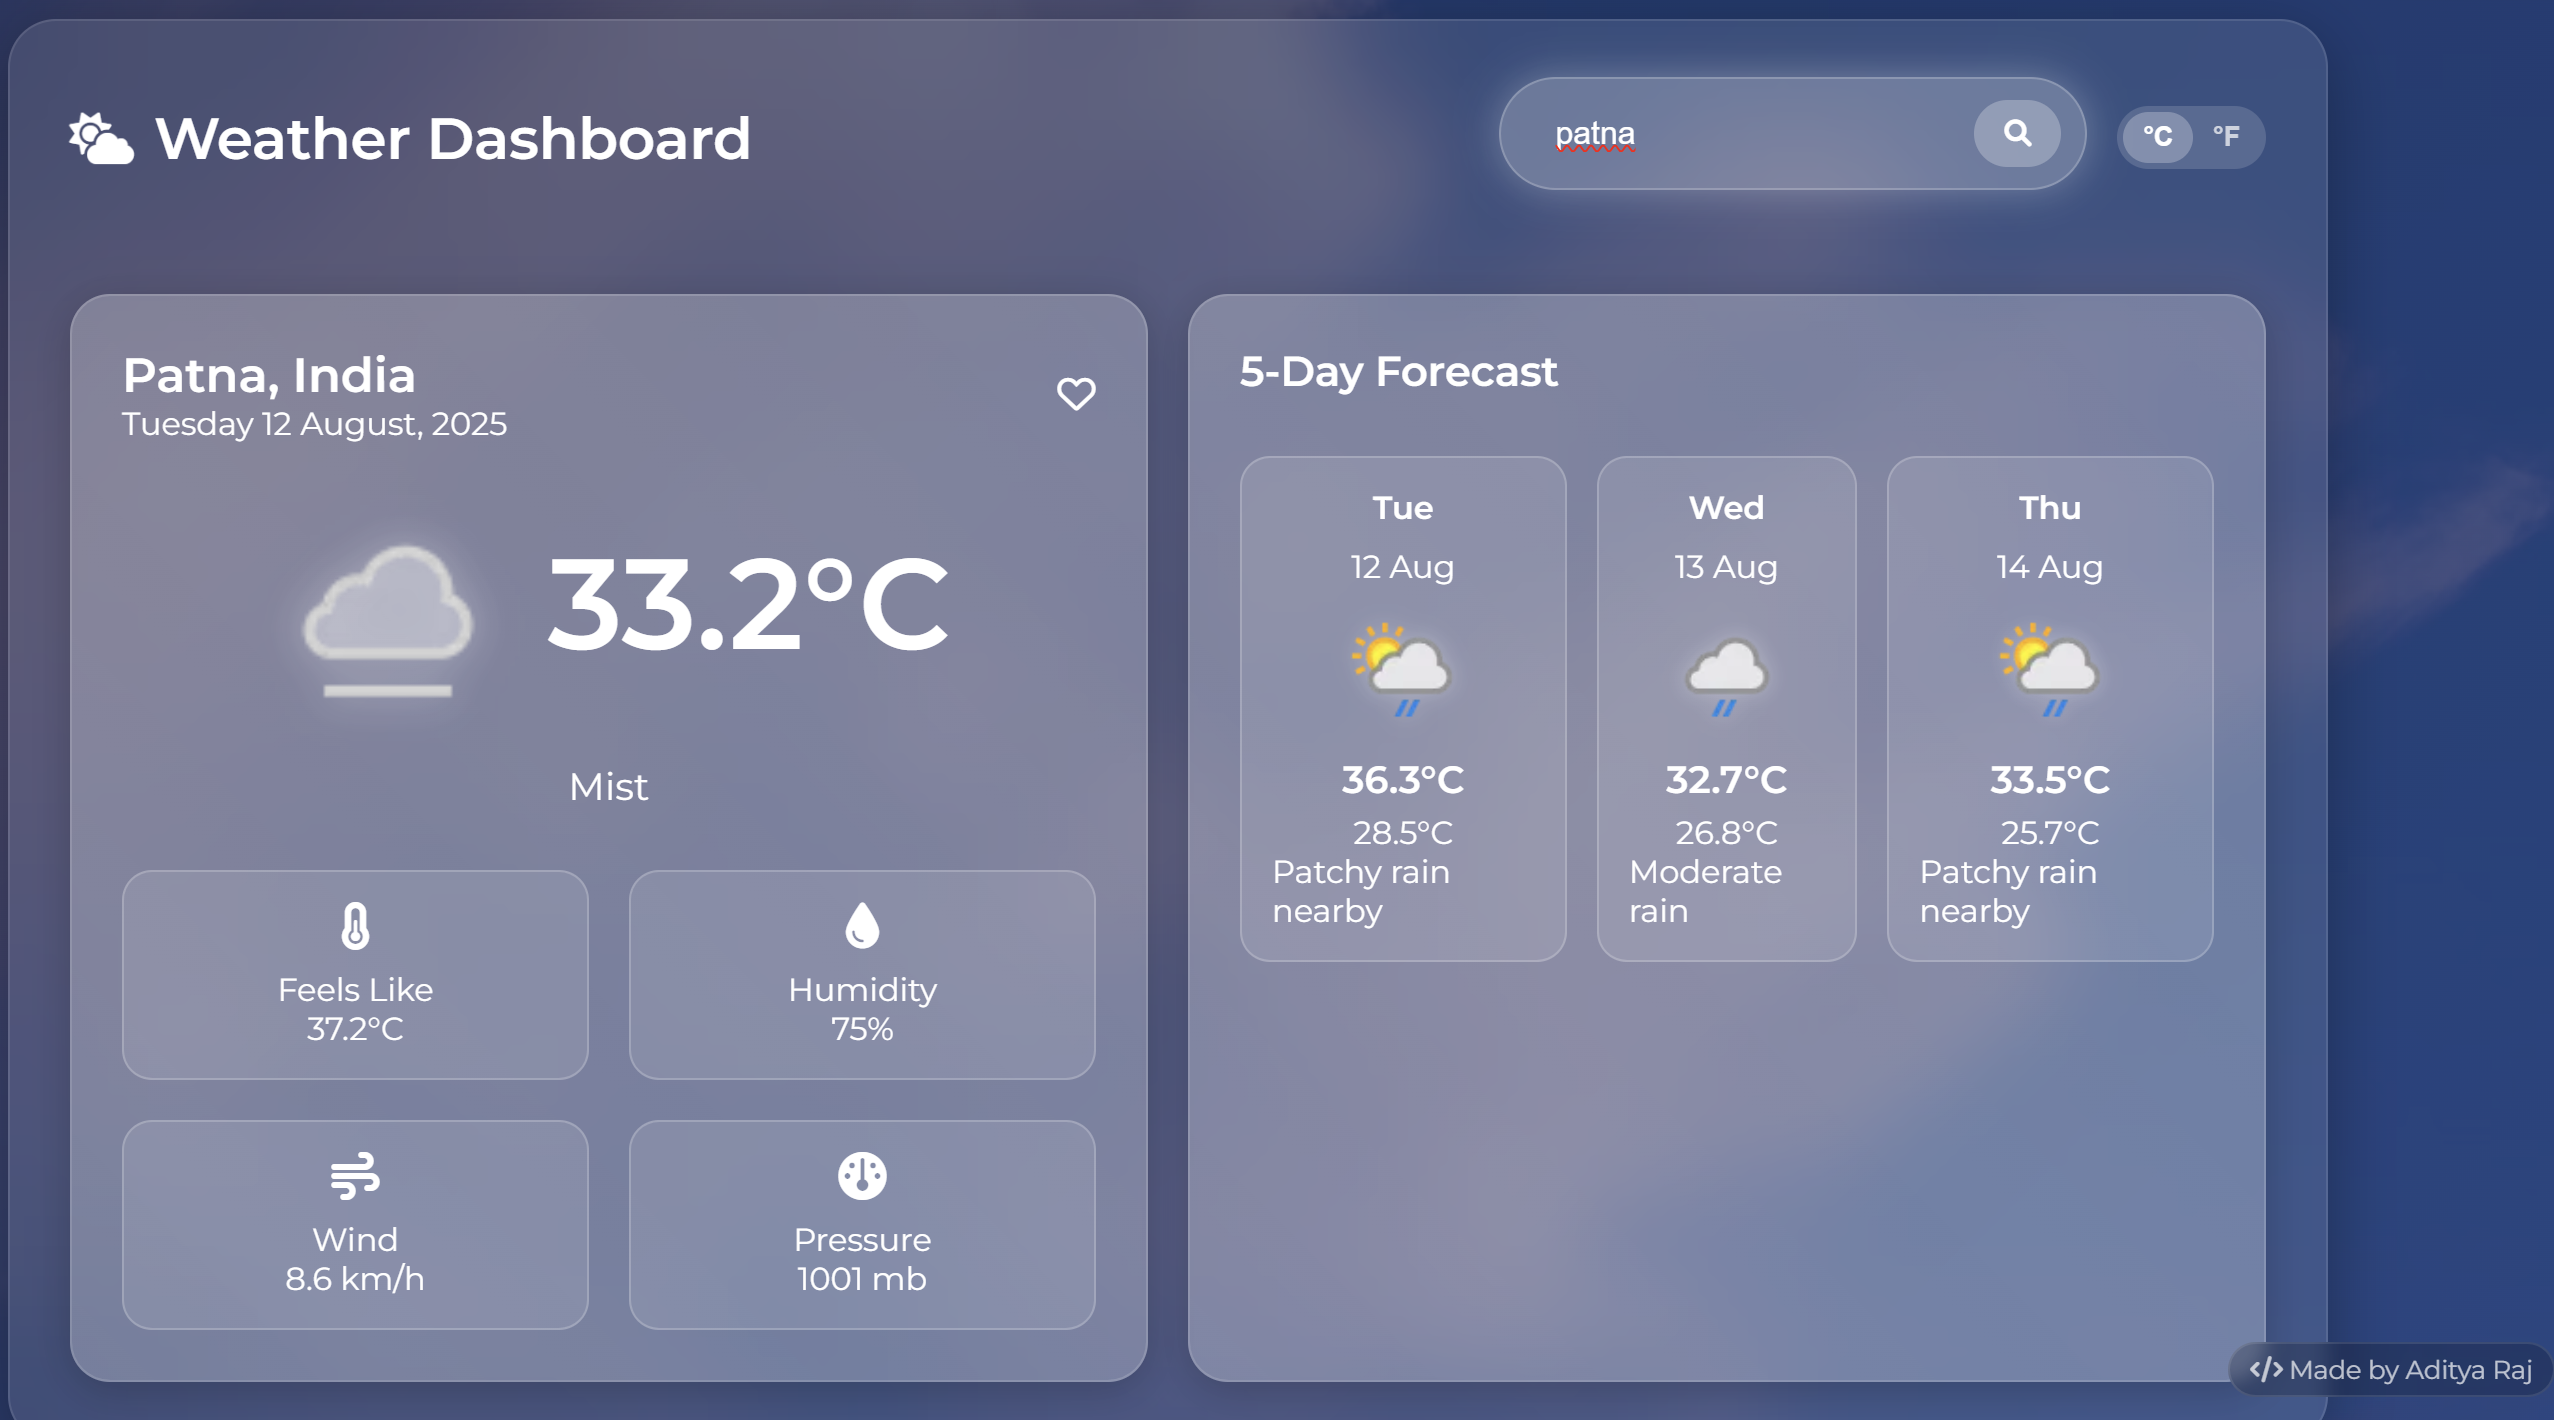 Weather Dashboard
patna
°C °F
Patna, India
Tuesday 12 August, 2025
33.2°C
Mist
Feels Like
37.2°C
Humidity
75%
Wind
8.6 km/h
Pressure
1001 mb
5-Day Forecast
Tue
12 Aug
36.3°C
28.5°C
Patchy rain
nearby
Wed
13 Aug
32.7°C
26.8°C
Moderate
rain
Thu
14 Aug
33.5°C
25.7°C
Patchy rain
nearby
</> Made by Aditya Raj